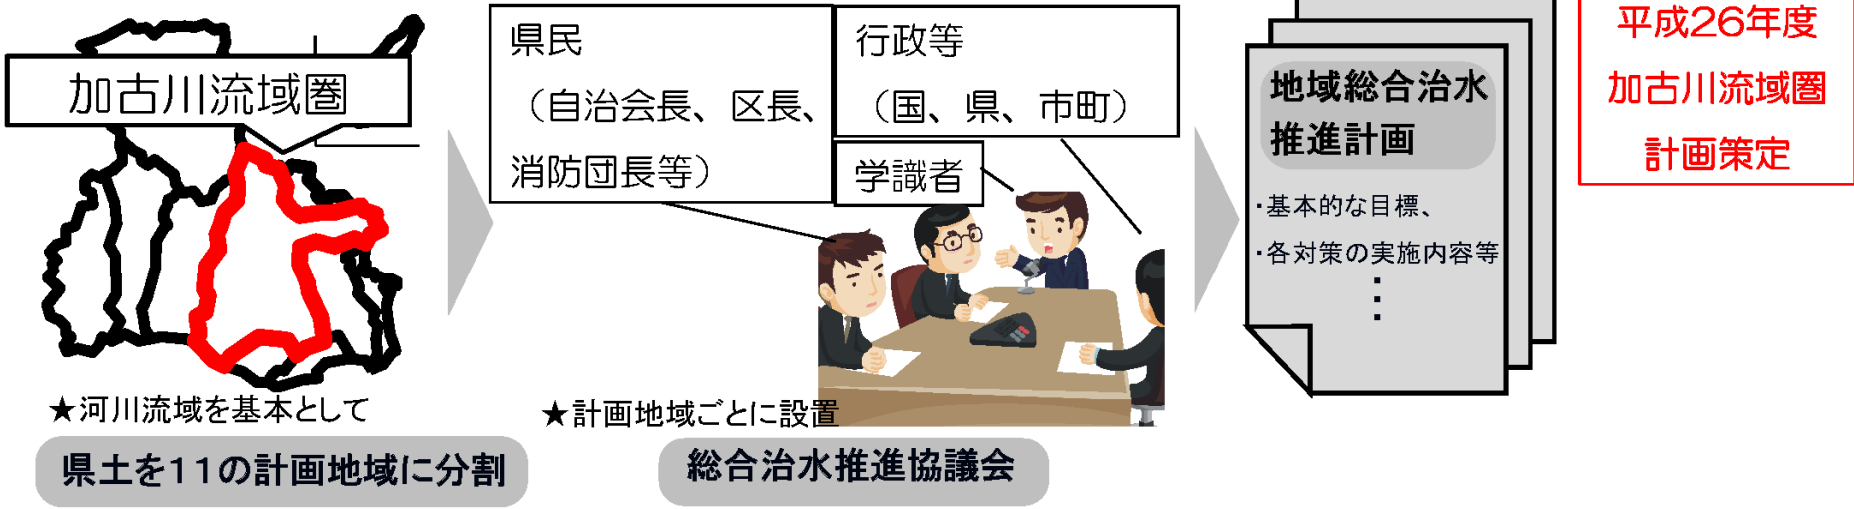 加古川流域圏
★河川流域を基本として
県土を11の計画地域に分割
県民
（自治会長、区長、
消防団長等）
行政等
（国、県、市町）
学識者
★計画地域ごとに設置
総合治水推進協議会
地域総合治水
推進計画
・基本的な目標、
・各対策の実施内容等
・
・
・
平成26年度
加古川流域圏
計画策定